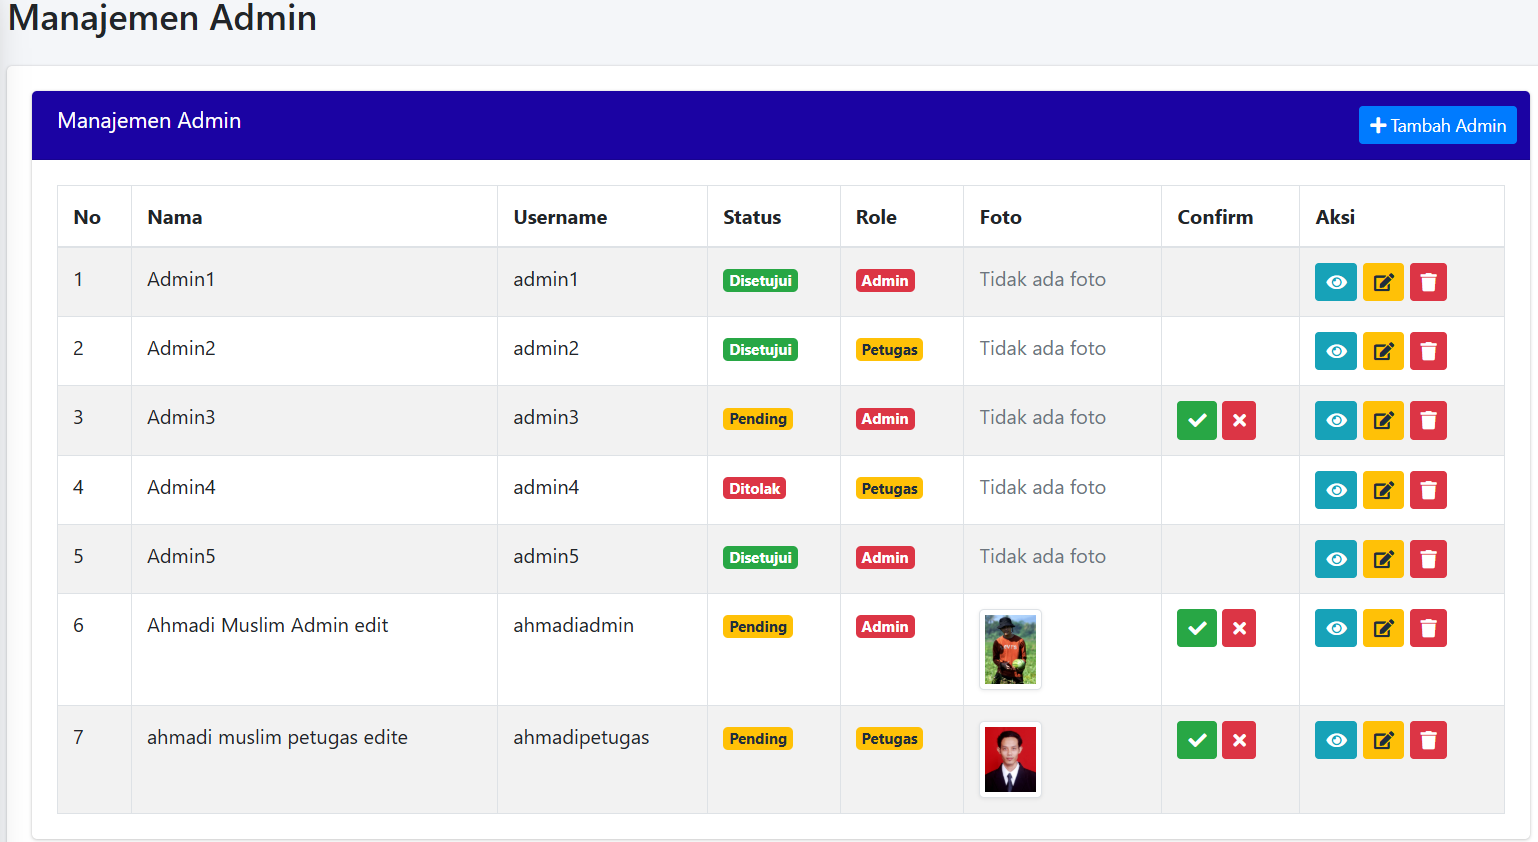 Manajemen Admin
Manajemen Admin
Tambah Admin
No Nama Username Status Role Foto Confirm Aksi
1 Admin1 admin1 Disetujui Admin Tidak ada foto
2 Admin2 admin2 Disetujui Petugas Tidak ada foto
3 Admin3 admin3 Pending Admin Tidak ada foto
4 Admin4 admin4 Ditolak Petugas Tidak ada foto
5 Admin5 admin5 Disetujui Admin Tidak ada foto
6 Ahmadi Muslim Admin edit ahmadiadmin Pending Admin
7 ahmadi muslim petugas edite ahmadipetugas Pending Petugas